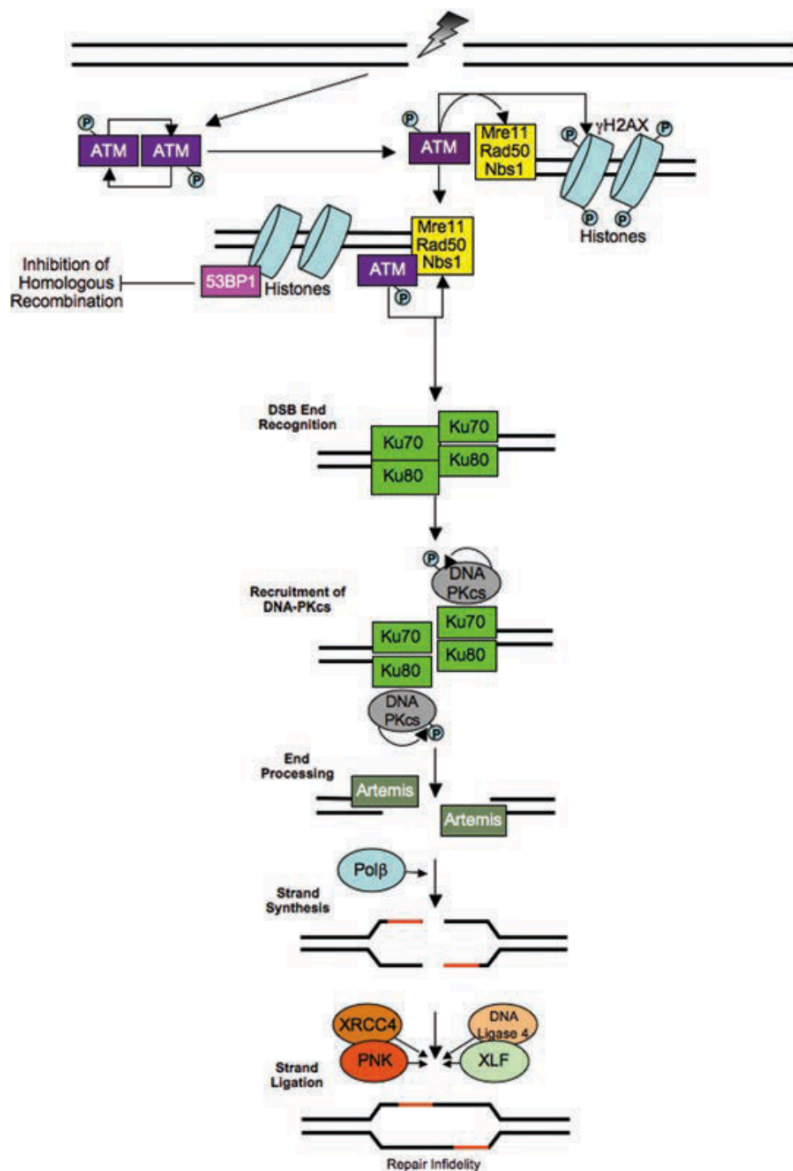 P
ATM
ATM
P
P
ATM
Mre11
Rad50
Nbs1
P
γH2AX
P
P
P
Histones
Inhibition of
Homologous
Recombination
53BP1
Histones
ATM
P
Mre11
Rad50
Nbs1
DSB End
Recognition
Ku70
Ku80
Ku70
Ku80
Recruitment of
DNA-PKcs
P
DNA
PKcs
Ku70
Ku80
Ku70
Ku80
DNA
PKcs
P
End
Processing
Artemis
Artemis
Polβ
Strand
Synthesis
XRCC4
PNK
DNA
Ligase 4
XLF
Strand
Ligation
Repair Infidelity